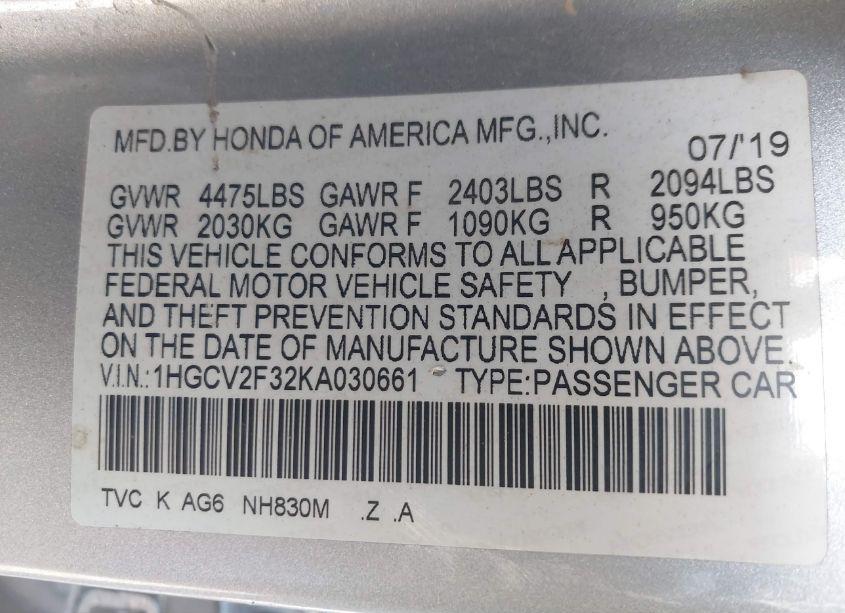 MFD.BY HONDA OF AMERICA MFG.,INC.
07/'19
GVWR 4475LBS GAWR F 2403LBS R 2094LBS
GVWR 2030KG GAWR F 1090KG R 950KG
THIS VEHICLE CONFORMS TO ALL APPLICABLE
FEDERAL MOTOR VEHICLE SAFETY , BUMPER,
AND THEFT PREVENTION STANDARDS IN EFFECT
ON THE DATE OF MANUFACTURE SHOWN ABOVE.
V.I.N.:1HGCV2F32KA030661 TYPE:PASSENGER CAR
TVC K AG6 NH830M .Z .A